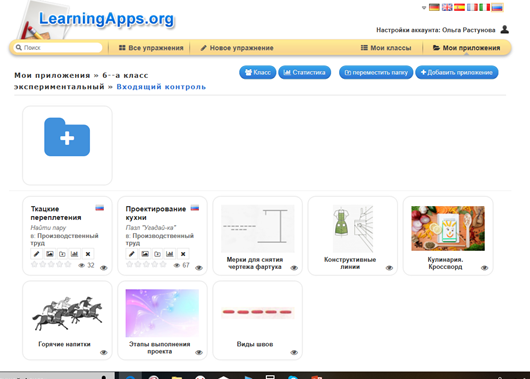 LearningApps.org
Настройки аккаунта: Ольга Растунова
Поиск
Все упражнения
Новое упражнение
Мои классы
Мои приложения
Мои приложения » 6--а класс
экспериментальный » Входящий контроль
Класс
Статистика
переместить папку
Добавить приложение
Ткацкие
переплетения
Найти пару
в: Производственный
труд
32
Проектирование
кухни
Пазл "Угадай-ка"
в: Производственный
труд
67
Мерки для снятия
чертежа фартука
Конструктивные
линии
Кулинария.
Кроссворд
Горячие напитки
Этапы выполнения
проекта
Виды швов